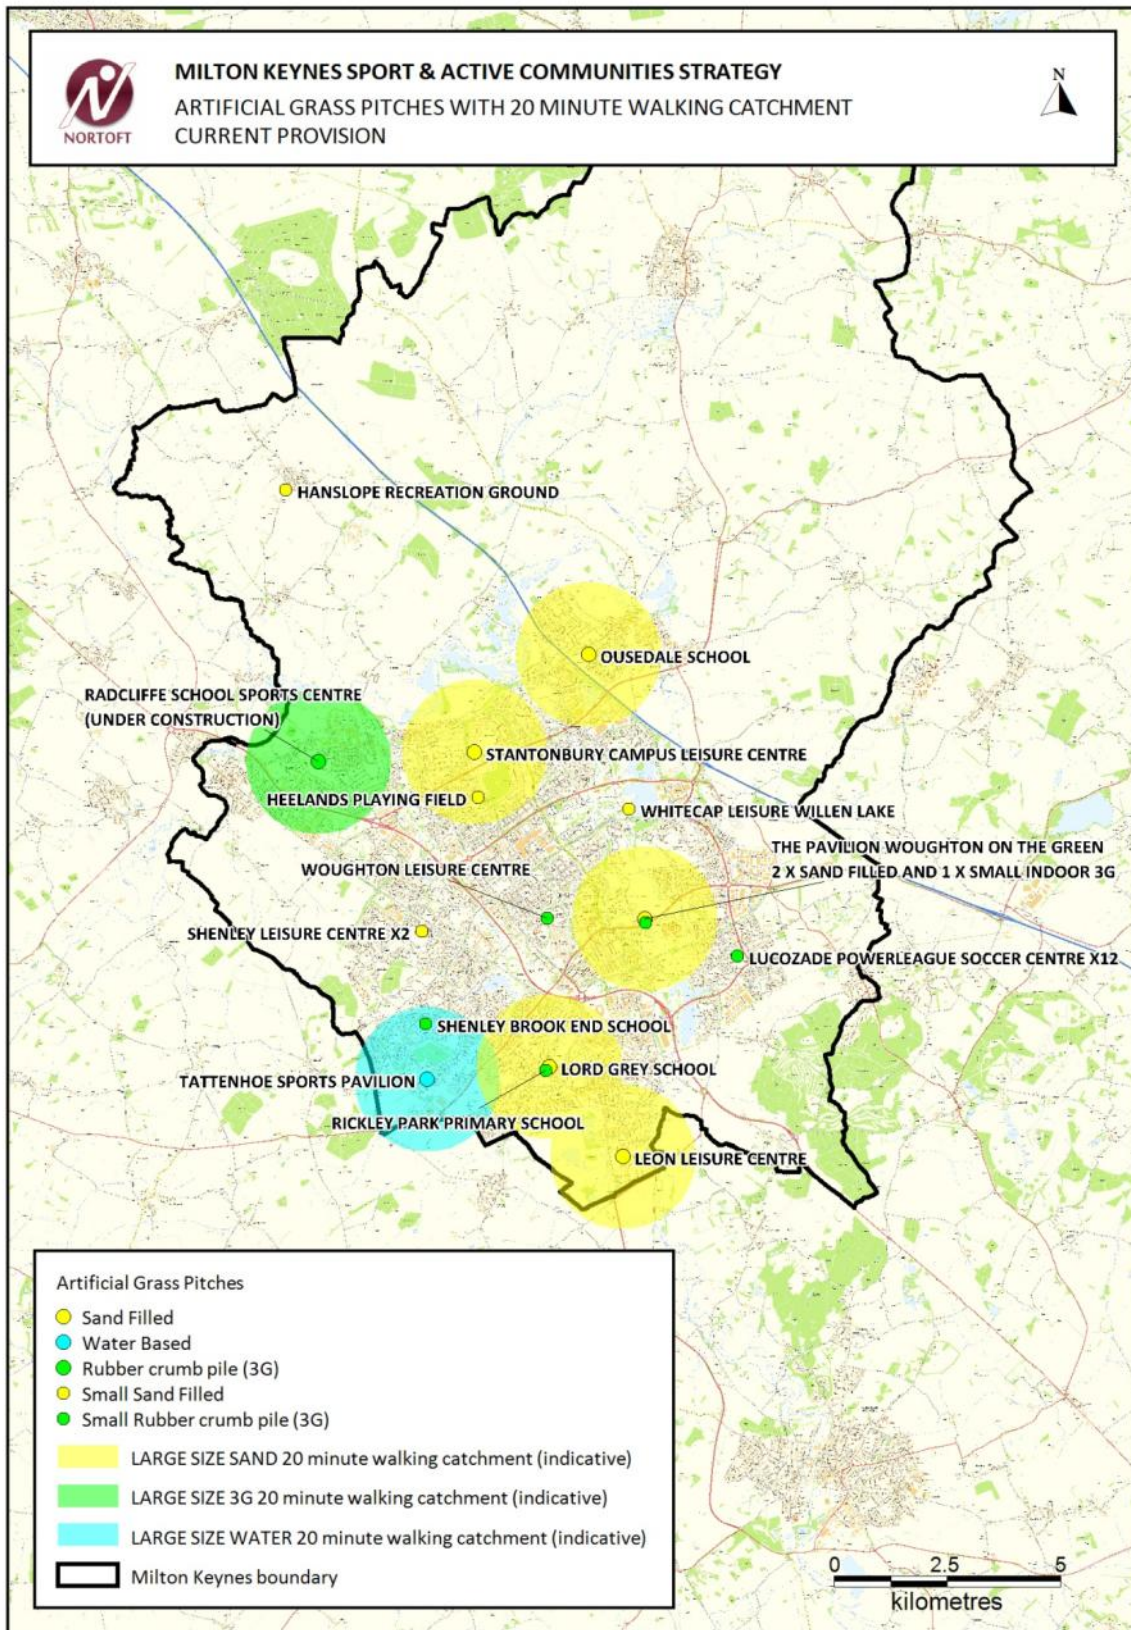 NORTOFT
MILTON KEYNES SPORT & ACTIVE COMMUNITIES STRATEGY
ARTIFICIAL GRASS PITCHES WITH 20 MINUTE WALKING CATCHMENT
CURRENT PROVISION
N
HANSLOPE RECREATION GROUND
OUSEDALE SCHOOL
RADCLIFFE SCHOOL SPORTS CENTRE
(UNDER CONSTRUCTION)
STANTONBURY CAMPUS LEISURE CENTRE
HEELANDS PLAYING FIELD
WHITECAP LEISURE WILLEN LAKE
THE PAVILION WOUGHTON ON THE GREEN
2 X SAND FILLED AND 1 X SMALL INDOOR 3G
WOUGHTON LEISURE CENTRE
SHENLEY LEISURE CENTRE X2
LUCOZADE POWERLEAGUE SOCCER CENTRE X12
SHENLEY BROOK END SCHOOL
LORD GREY SCHOOL
TATTENHOE SPORTS PAVILION
RICKLEY PARK PRIMARY SCHOOL
LEON LEISURE CENTRE
Artificial Grass Pitches
Sand Filled
Water Based
Rubber crumb pile (3G)
Small Sand Filled
Small Rubber crumb pile (3G)
LARGE SIZE SAND 20 minute walking catchment (indicative)
LARGE SIZE 3G 20 minute walking catchment (indicative)
LARGE SIZE WATER 20 minute walking catchment (indicative)
Milton Keynes boundary
0 2.5 5
kilometres